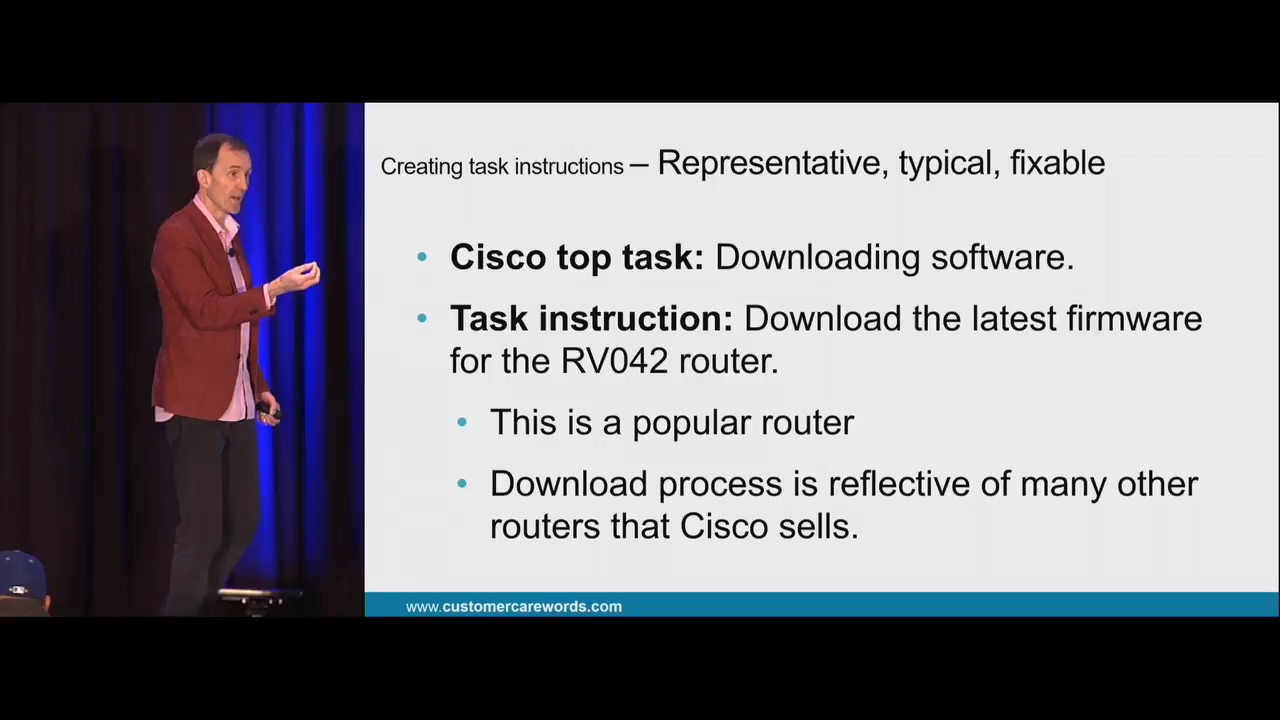 Creating task instructions – Representative, typical, fixable
• Cisco top task: Downloading software.
• Task instruction: Download the latest firmware
for the RV042 router.
• This is a popular router
• Download process is reflective of many other
routers that Cisco sells.
www.customercarewords.com